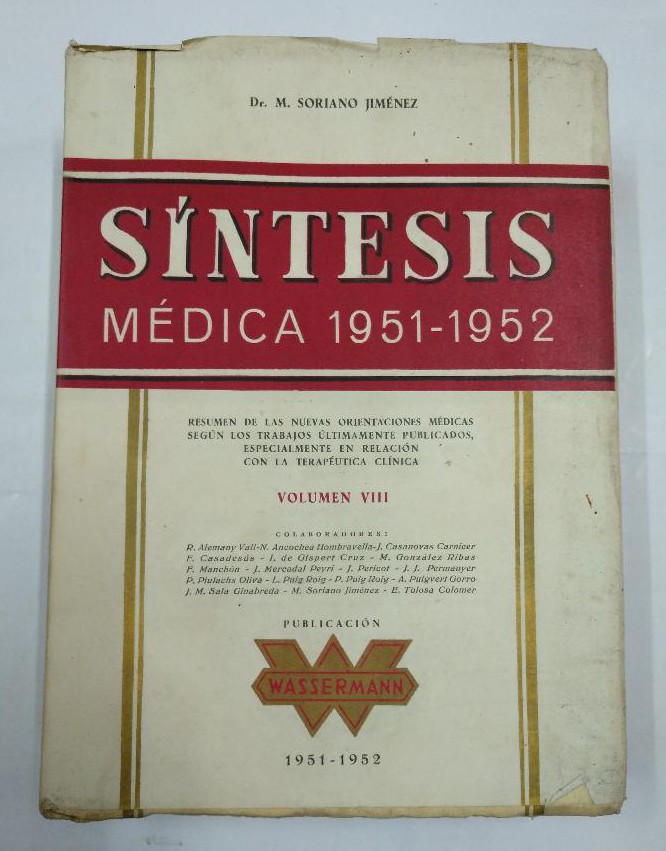 Dr. M. SORIANO JIMÉNEZ
SÍNTESIS
MÉDICA 1951-1952
RESUMEN DE LAS NUEVAS ORIENTACIONES MÉDICAS
SEGÚN LOS TRABAJOS ÚLTIMAMENTE PUBLICADOS,
ESPECIALMENTE EN RELACIÓN
CON LA TERAPÉUTICA CLÍNICA
VOLUMEN VIII
COLABORADORES:
R. Alemany Vall-N. Ancochea Hombravella-J. Casanovas Carnicer
F. Casadesús - I. de Gispert Cruz - M. González Ribas
F. Manchón - J. Mercadal Peyrí - J. Pericot - J. J. Permanyer
P. Piulachs Oliva - L. Puig Roig - P. Puig Roig - A. Puigvert Gorro
J. M. Sala Ginabreda - M. Soriano Jiménez - E. Tolosa Colomer
PUBLICACIÓN
WASSERMANN
1951-1952